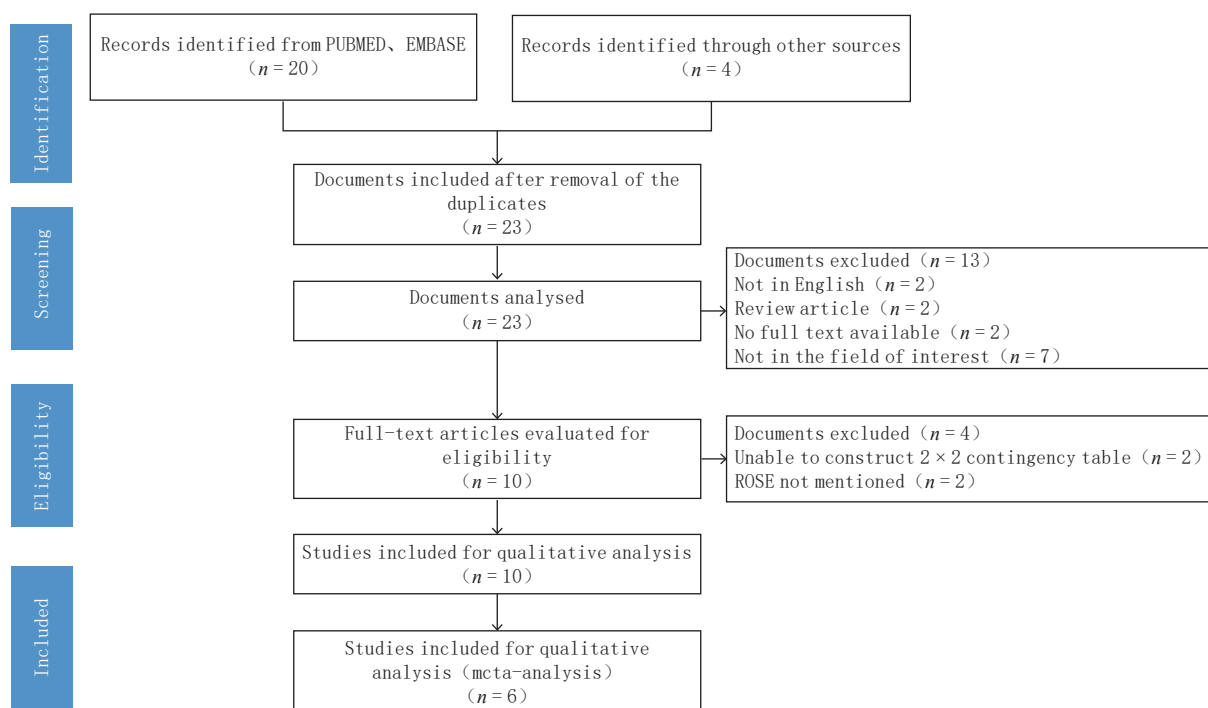 Identification
Records identified from PUBMED、EMBASE
（n = 20）
Records identified through other sources
（n = 4）
Documents included after removal of the
duplicates
（n = 23）
Screening
Documents analysed
（n = 23）
Documents excluded（n = 13）
Not in English（n = 2）
Review article（n = 2）
No full text available（n = 2）
Not in the field of interest（n = 7）
Eligibility
Full-text articles evaluated for
eligibility
（n = 10）
Documents excluded（n = 4）
Unable to construct 2 × 2 contingency table（n = 2）
ROSE not mentioned（n = 2）
Included
Studies included for qualitative analysis
（n = 10）
Studies included for qualitative
analysis（mcta-analysis）
（n = 6）